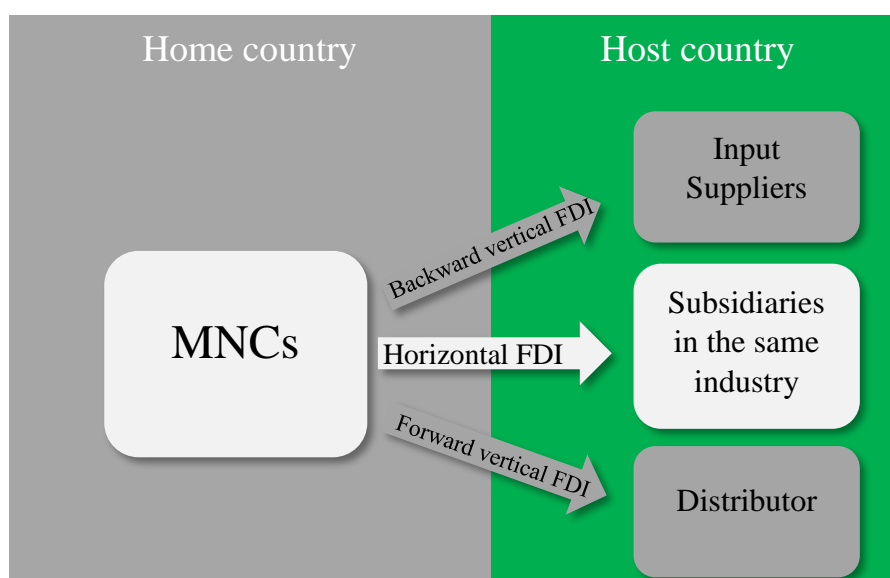 Home country
Host country
Input
Suppliers
Backward vertical FDI
MNCs
Horizontal FDI
Subsidiaries
in the same
industry
Forward vertical FDI
Distributor